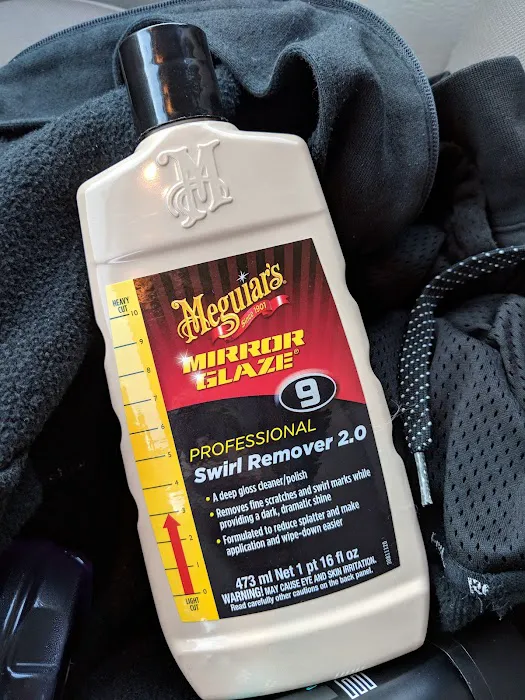 M
HEAVY
CUT
10
9
8
7
6
5
4
3
2
1
0
LIGHT
CUT
Meguiar's
since 1901
MIRROR
GLAZE®
9
PROFESSIONAL
Swirl Remover 2.0
• A deep gloss cleaner/polish
• Removes fine scratches and swirl marks while
providing a dark, dramatic shine
• Formulated to reduce splatter and make
application and wipe-down easier
473 ml Net 1 pt 16 fl oz
WARNING! MAY CAUSE EYE AND SKIN IRRITATION.
Read carefully other cautions on the back panel.